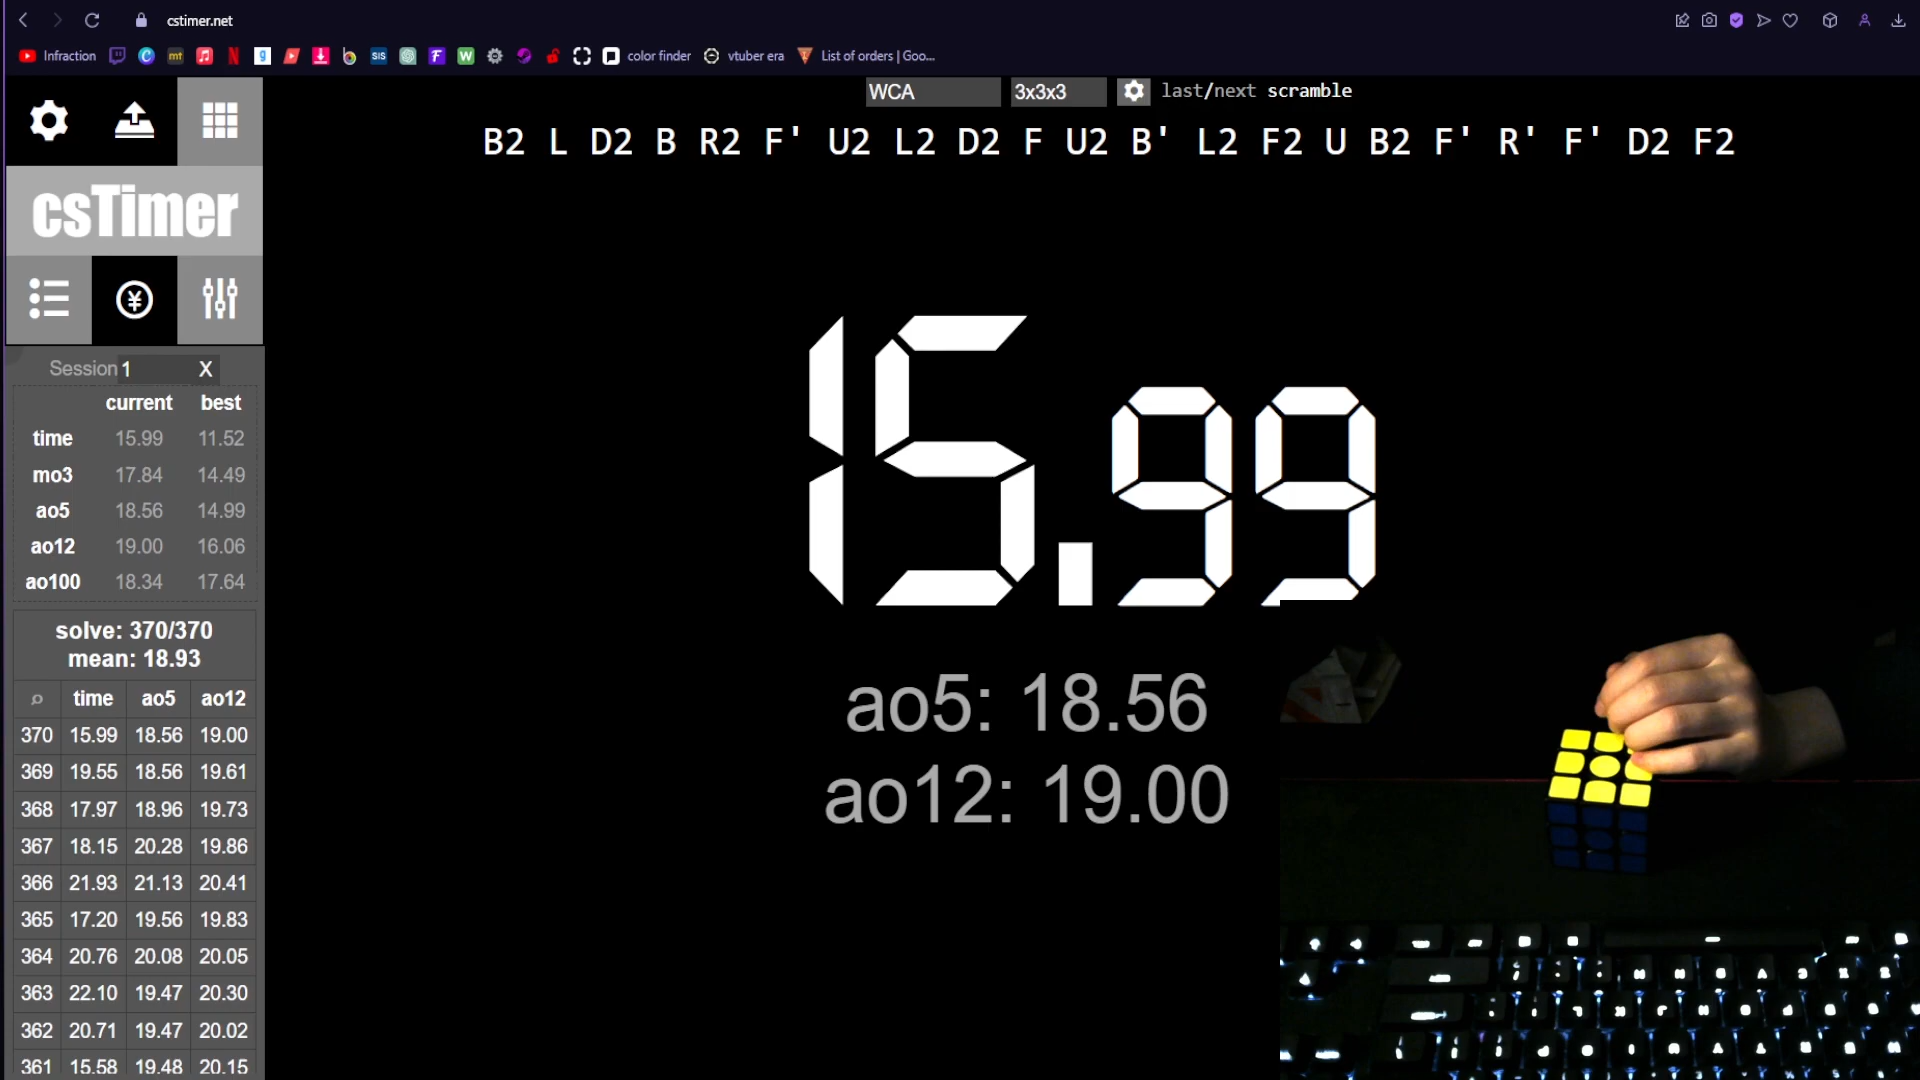 cstimer.net
Infraction
mt
g
SIS
F
W
color finder
vtuber era
List of orders | Goo...
WCA
3x3x3
last/next scramble
B2 L D2 B R2 F' U2 L2 D2 F U2 B' L2 F2 U B2 F' R' F' D2 F2
csTimer
Session 1 X
current best
time 15.99 11.52
mo3 17.84 14.49
ao5 18.56 14.99
ao12 19.00 16.06
ao100 18.34 17.64
solve: 370/370
mean: 18.93
time ao5 ao12
370 15.99 18.56 19.00
369 19.55 18.56 19.61
368 17.97 18.96 19.73
367 18.15 20.28 19.86
366 21.93 21.13 20.41
365 17.20 19.56 19.83
364 20.76 20.08 20.05
363 22.10 19.47 20.30
362 20.71 19.47 20.02
361 15.58 19.48 20.15
15.99
ao5: 18.56
ao12: 19.00